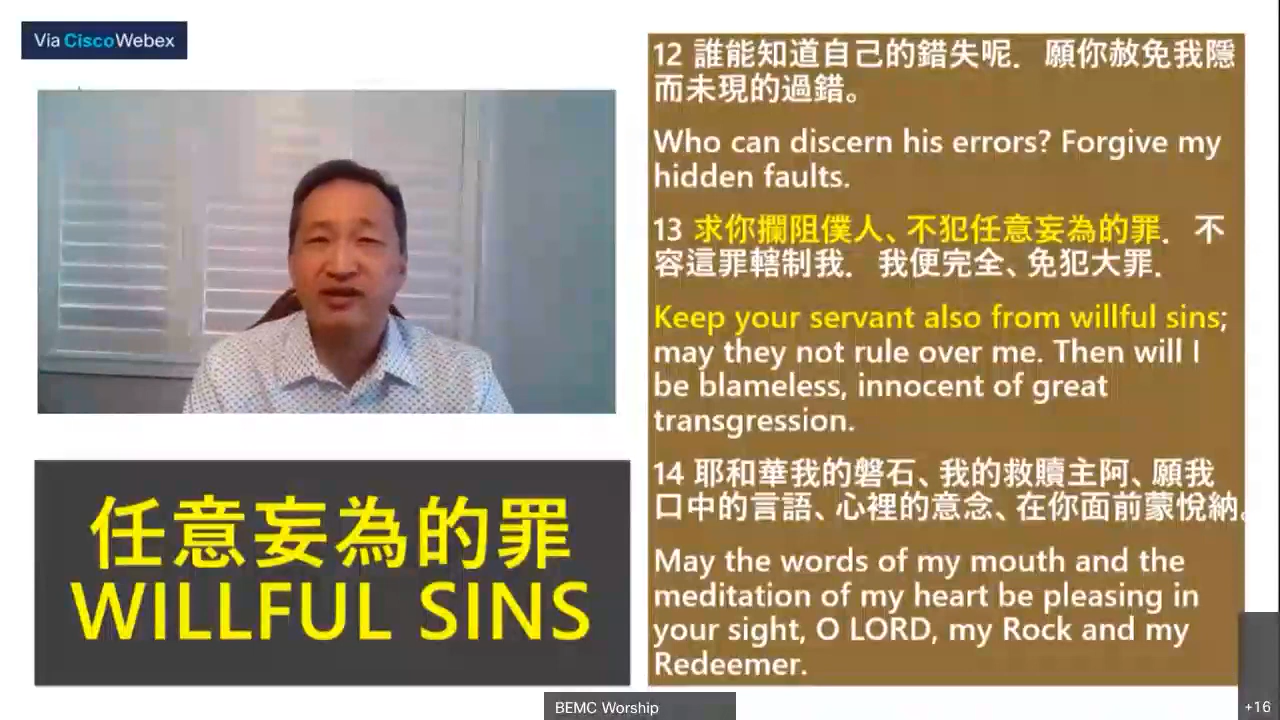 Via CiscoWebex
12 誰能知道自己的錯失呢． 願你赦免我隱
而未現的過錯。
Who can discern his errors? Forgive my
hidden faults.
13 求你攔阻僕人、不犯任意妄為的罪． 不
容這罪轄制我． 我便完全、免犯大罪．
Keep your servant also from willful sins;
may they not rule over me. Then will I
be blameless, innocent of great
transgression.
14 耶和華我的磐石、我的救贖主阿、願我
口中的言語、心裡的意念、在你面前蒙悅納。
May the words of my mouth and the
meditation of my heart be pleasing in
your sight, O LORD, my Rock and my
Redeemer.
任意妄為的罪
WILLFUL SINS
BEMC Worship
+16